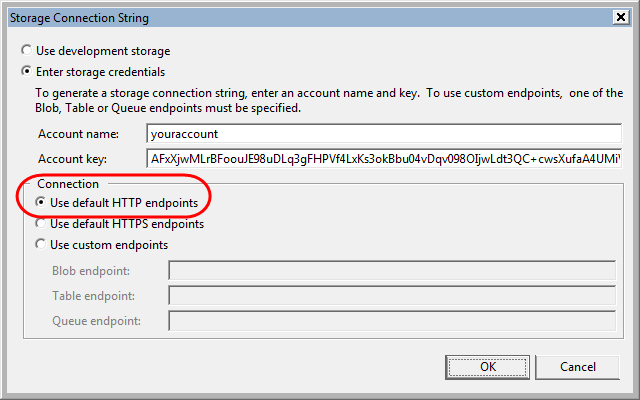 Storage Connection String
Use development storage
Enter storage credentials
To generate a storage connection string, enter an account name and key.  To use custom endpoints,  one of the
Blob, Table or Queue endpoints must be specified.
Account name: youraccount
Account key: AFxXjwMLrBFoouJE98uDLq3gFHPVf4LxKs3okBbu04vDqv098OIjwLdt3QC+cwsXufaA4UMi
Connection
Use default HTTP endpoints
Use default HTTPS endpoints
Use custom endpoints
Blob endpoint:
Table endpoint:
Queue endpoint:
OK Cancel